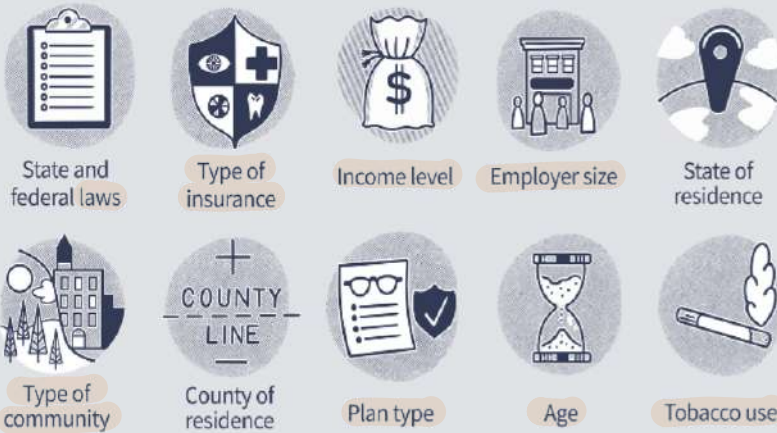 $
State and
federal laws
Type of
insurance
Income level
Employer size
State of
residence
COUNTY
LINE
Type of
community
County of
residence
Plan type
Age
Tobacco use